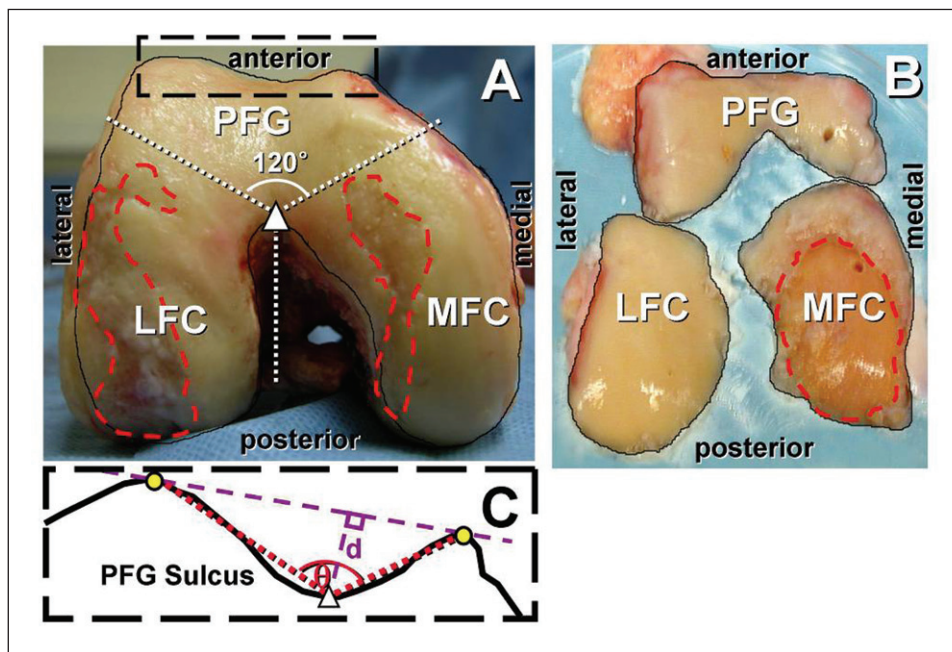 anterior
A
PFG
120°
lateral
medial
LFC
MFC
posterior
anterior
B
PFG
lateral
medial
LFC
MFC
posterior
C
d
θ
PFG Sulcus